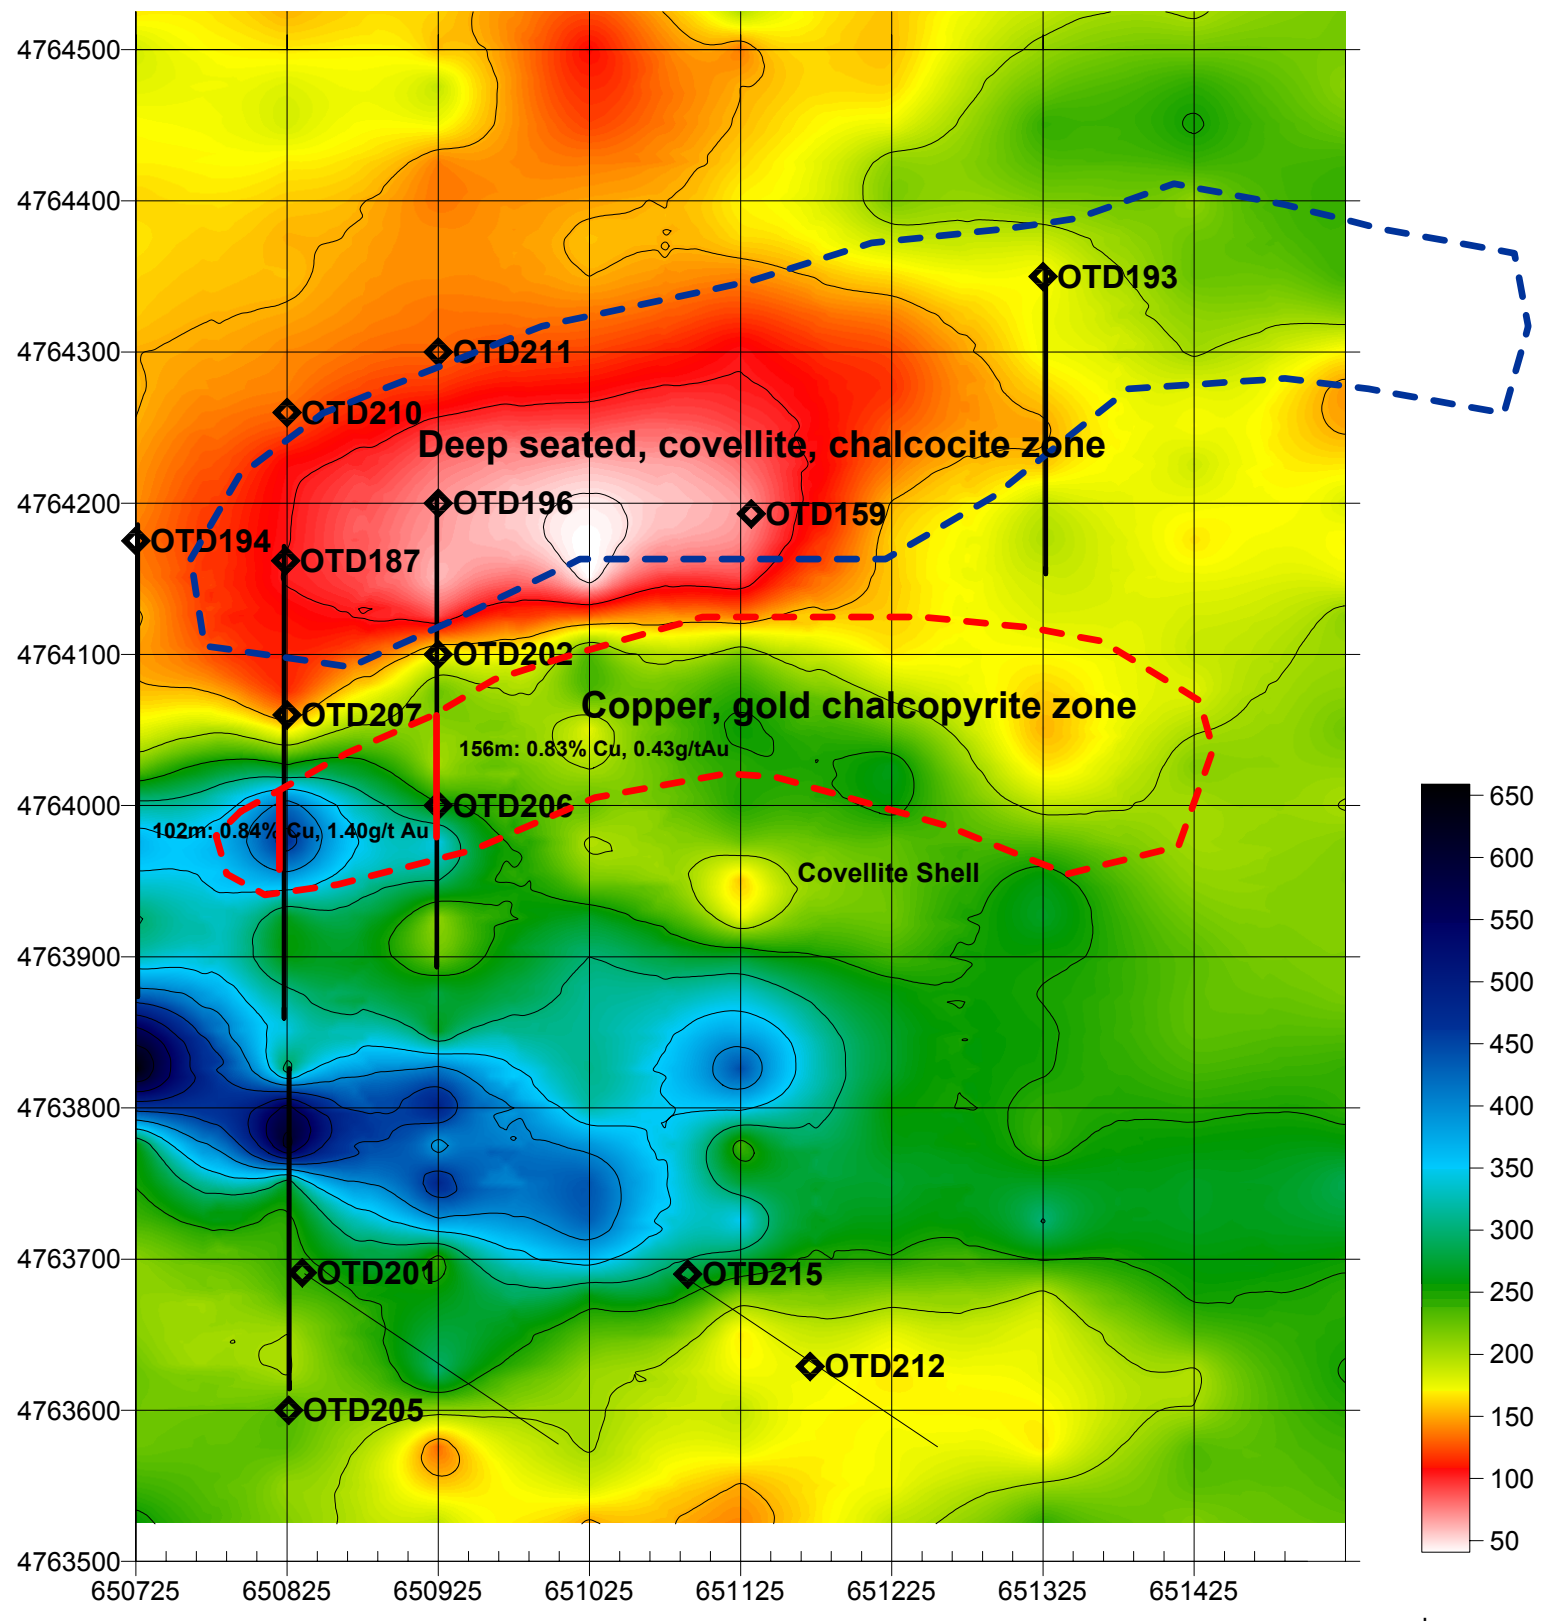 4764500
4764400
OTD193
4764300
OTD211
OTD210
Deep seated, covellite, chalcocite zone
4764200
OTD196
OTD159
OTD194
OTD187
4764100
OTD202
Copper, gold chalcopyrite zone
OTD207
156m: 0.83% Cu, 0.43g/tAu
4764000
OTD206
650
102m: 0.84% Cu, 1.40g/t Au
600
Covellite Shell
550
4763900
500
450
4763800
400
350
300
4763700
OTD201
OTD215
250
200
OTD212
4763600
OTD205
150
100
50
4763500
650725 650825 650925 651025 651125 651225 651325 651425